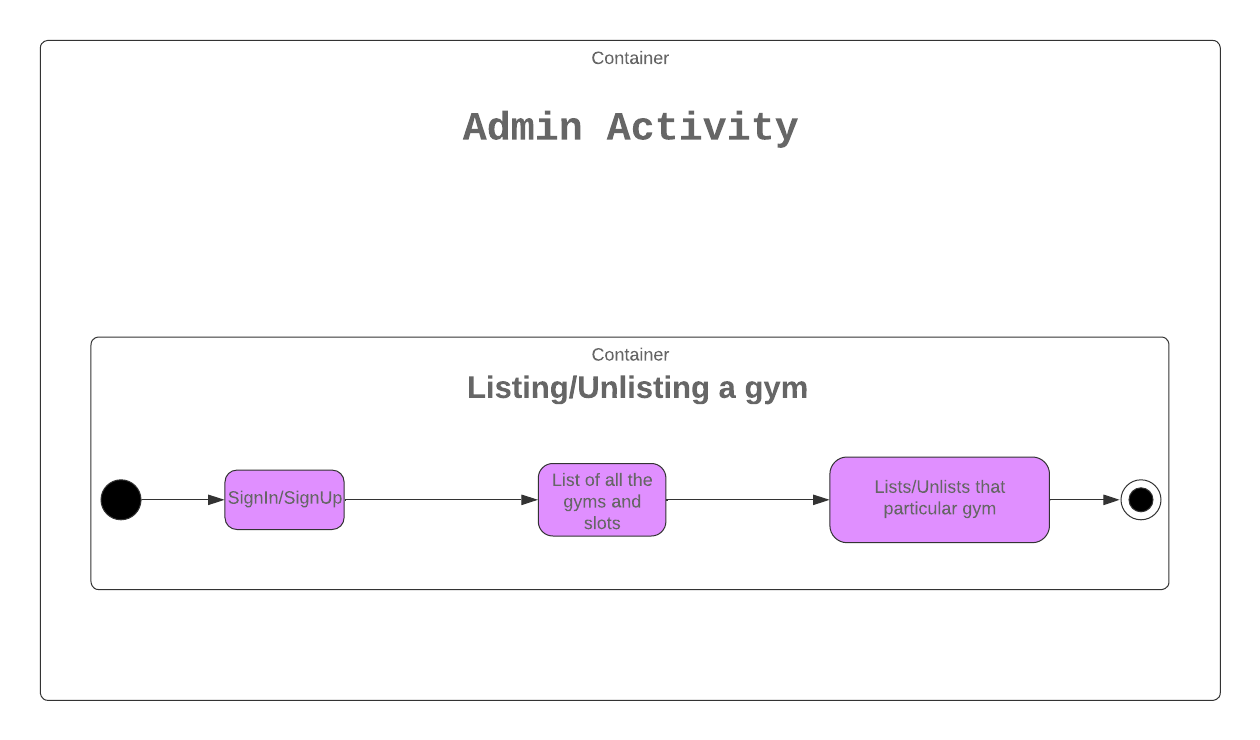 Container
Admin Activity
Container
Listing/Unlisting a gym
SignIn/SignUp
List of all the
gyms and
slots
Lists/Unlists that
particular gym